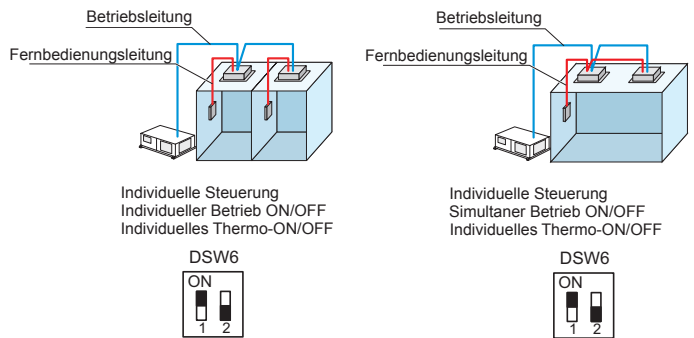 Betriebsleitung
Fernbedienungsleitung
Individuelle Steuerung
Individueller Betrieb ON/OFF
Individuelles Thermo-ON/OFF
DSW6
ON
1 2
Betriebsleitung
Fernbedienungsleitung
Individuelle Steuerung
Simultaner Betrieb ON/OFF
Individuelles Thermo-ON/OFF
DSW6
ON
1 2